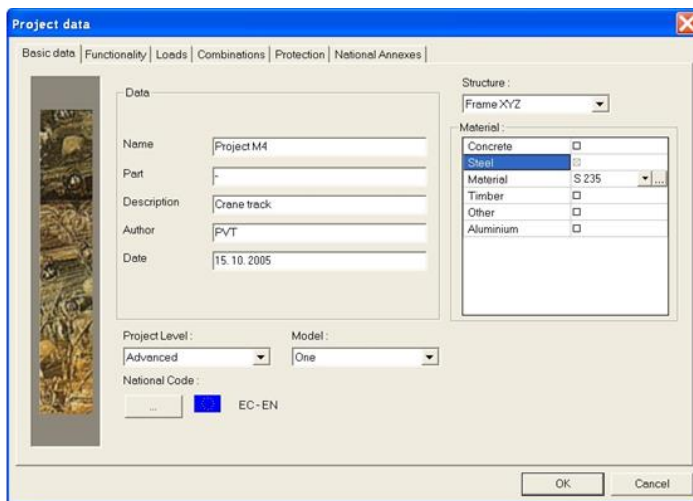 Project data
Basic data
Functionality
Loads
Combinations
Protection
National Annexes
Data
Name
Project M4
Part
-
Description
Crane track
Author
PVT
Date
15. 10. 2005
Structure :
Frame XYZ
Material :
Concrete
Steel
Material
S 235
...
Timber
Other
Aluminium
Project Level :
Advanced
Model :
One
National Code :
...
EC-EN
OK
Cancel